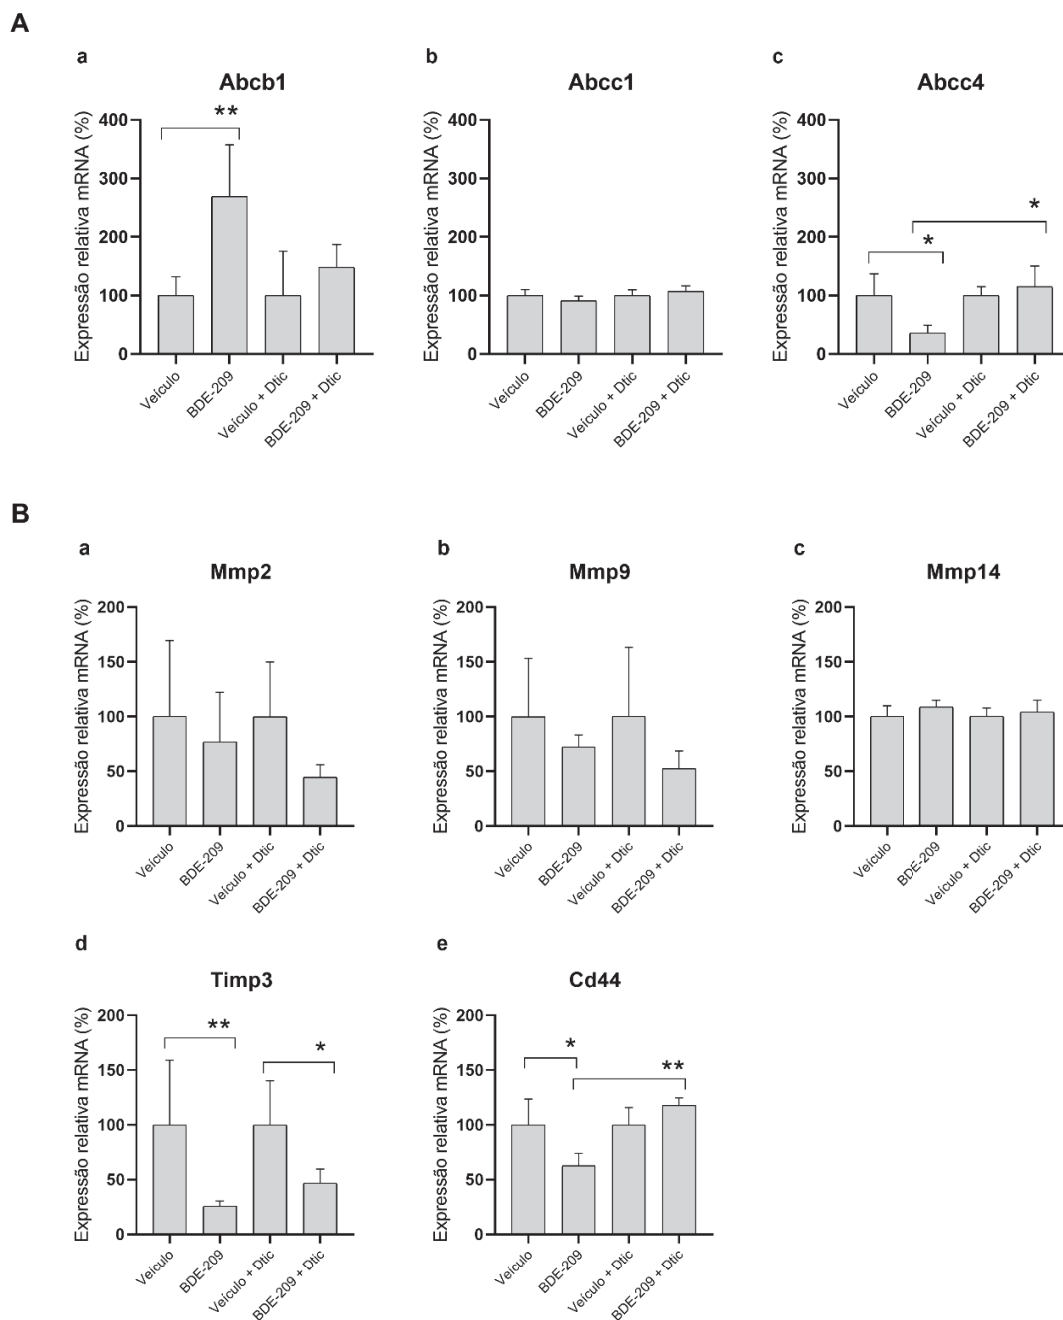 A
a
Abcb1
Expressão relativa mRNA (%)
400
300
200
100
0
**
Veículo
BDE-209
Veículo + Dtic
BDE-209 + Dtic
b
Abcc1
Expressão relativa mRNA (%)
400
300
200
100
0
Veículo
BDE-209
Veículo + Dtic
BDE-209 + Dtic
c
Abcc4
Expressão relativa mRNA (%)
400
300
200
100
0
*
*
Veículo
BDE-209
Veículo + Dtic
BDE-209 + Dtic
B
a
Mmp2
Expressão relativa mRNA (%)
200
150
100
50
0
Veículo
BDE-209
Veículo + Dtic
BDE-209 + Dtic
b
Mmp9
Expressão relativa mRNA (%)
200
150
100
50
0
Veículo
BDE-209
Veículo + Dtic
BDE-209 + Dtic
c
Mmp14
Expressão relativa mRNA (%)
200
150
100
50
0
Veículo
BDE-209
Veículo + Dtic
BDE-209 + Dtic
d
Timp3
Expressão relativa mRNA (%)
200
150
100
50
0
**
*
Veículo
BDE-209
Veículo + Dtic
BDE-209 + Dtic
e
Cd44
Expressão relativa mRNA (%)
200
150
100
50
0
*
**
Veículo
BDE-209
Veículo + Dtic
BDE-209 + Dtic